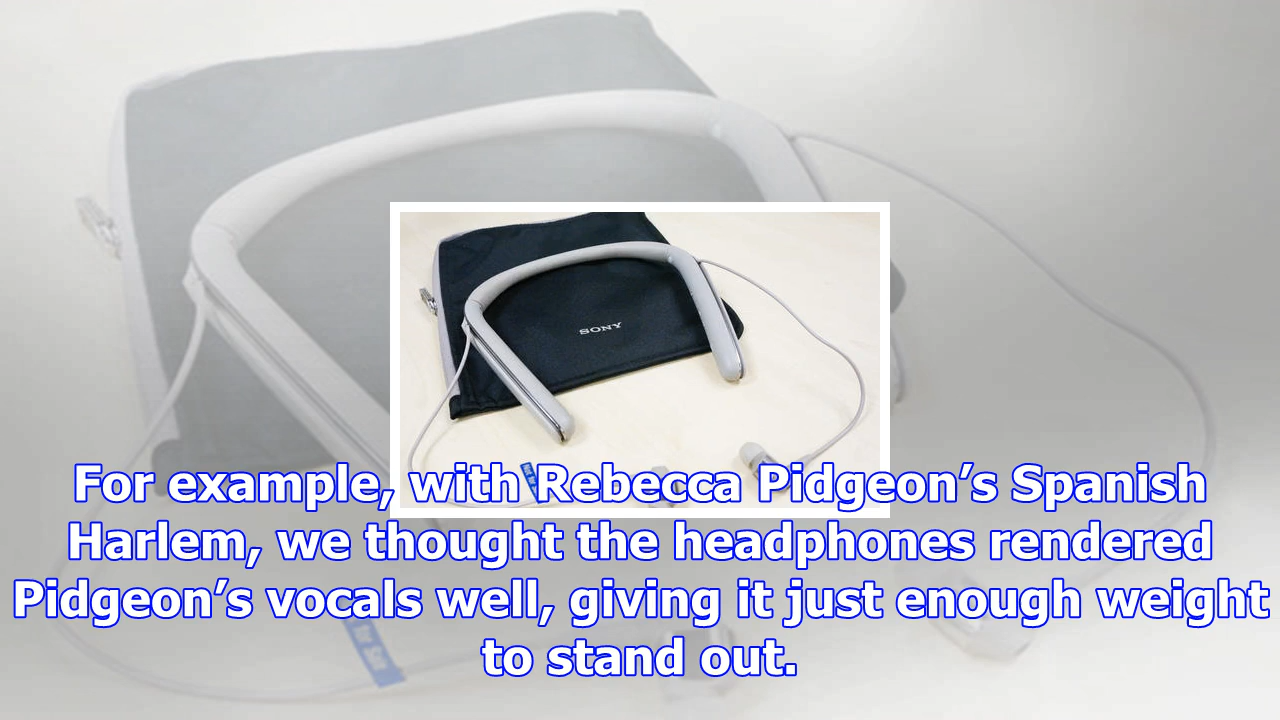 SONY
For example, with Rebecca Pidgeon’s Spanish
Harlem, we thought the headphones rendered
Pidgeon’s vocals well, giving it just enough weight
to stand out.